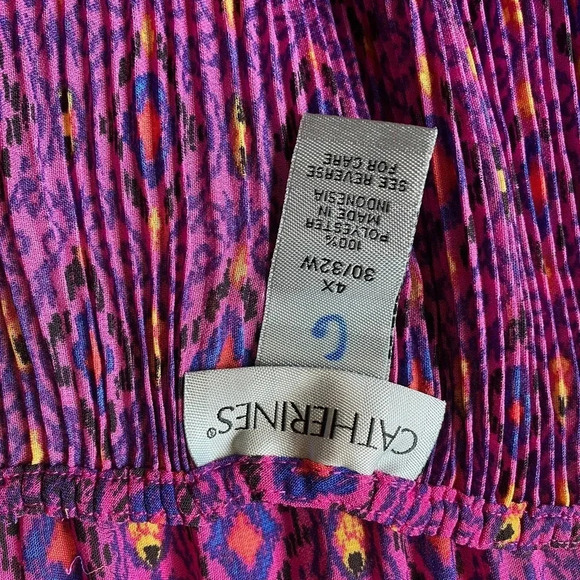 CATHERINES®
4X
30/32W
100%
POLYESTER
MADE IN
INDONESIA
SEE REVERSE
FOR CARE